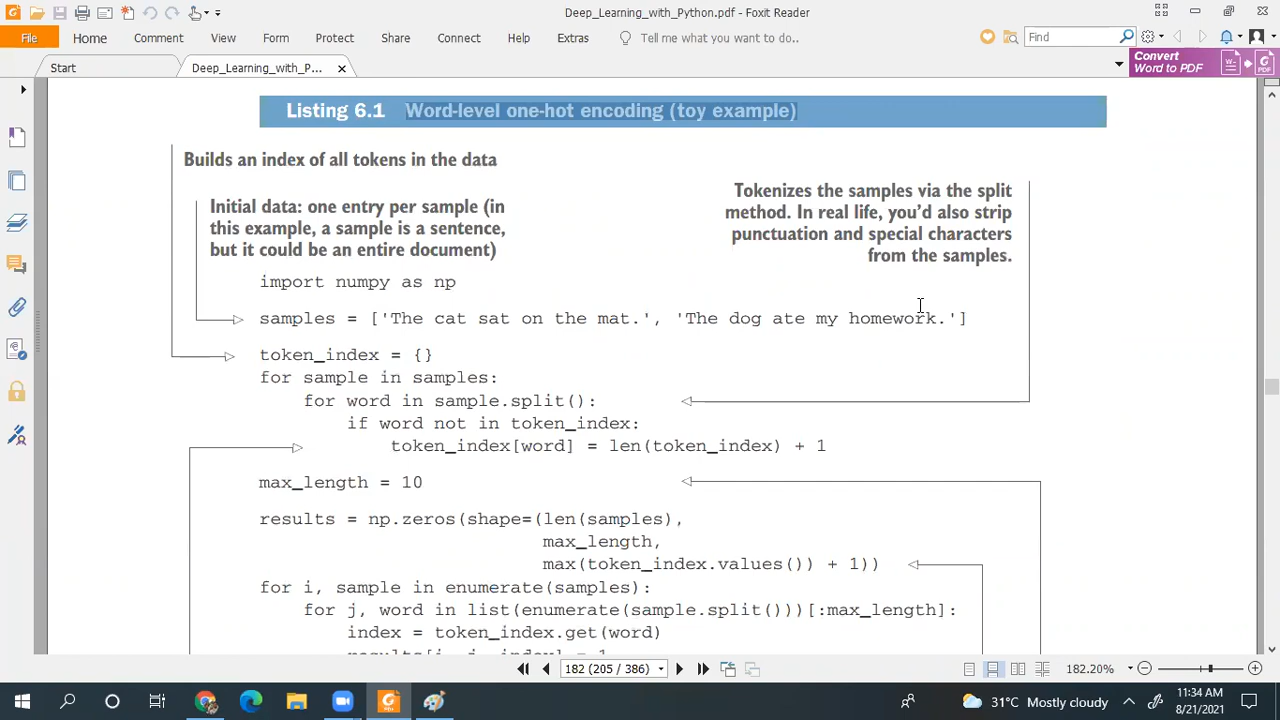 Deep_Learning_with_Python.pdf - Foxit Reader
File Home Comment View Form Protect Share Connect Help Extras Tell me what you want to do.. Find
Start Deep_Learning_with_P... Convert Word to PDF
Listing 6.1 Word-level one-hot encoding (toy example)
Builds an index of all tokens in the data
Initial data: one entry per sample (in
this example, a sample is a sentence,
but it could be an entire document)
Tokenizes the samples via the split
method. In real life, you'd also strip
punctuation and special characters
from the samples.
import numpy as np
samples = ['The cat sat on the mat.', 'The dog ate my homework.']
token_index = {}
for sample in samples:
for word in sample.split():
if word not in token_index:
token_index[word] = len(token_index) + 1
max_length = 10
results = np.zeros(shape=(len(samples),
max_length,
max(token_index.values()) + 1))
for i, sample in enumerate(samples):
for j, word in list(enumerate(sample.split()))[:max_length]:
index = token_index.get(word)
182 (205 / 386) 182.20%
31°C Mostly cloudy
11:34 AM
8/21/2021